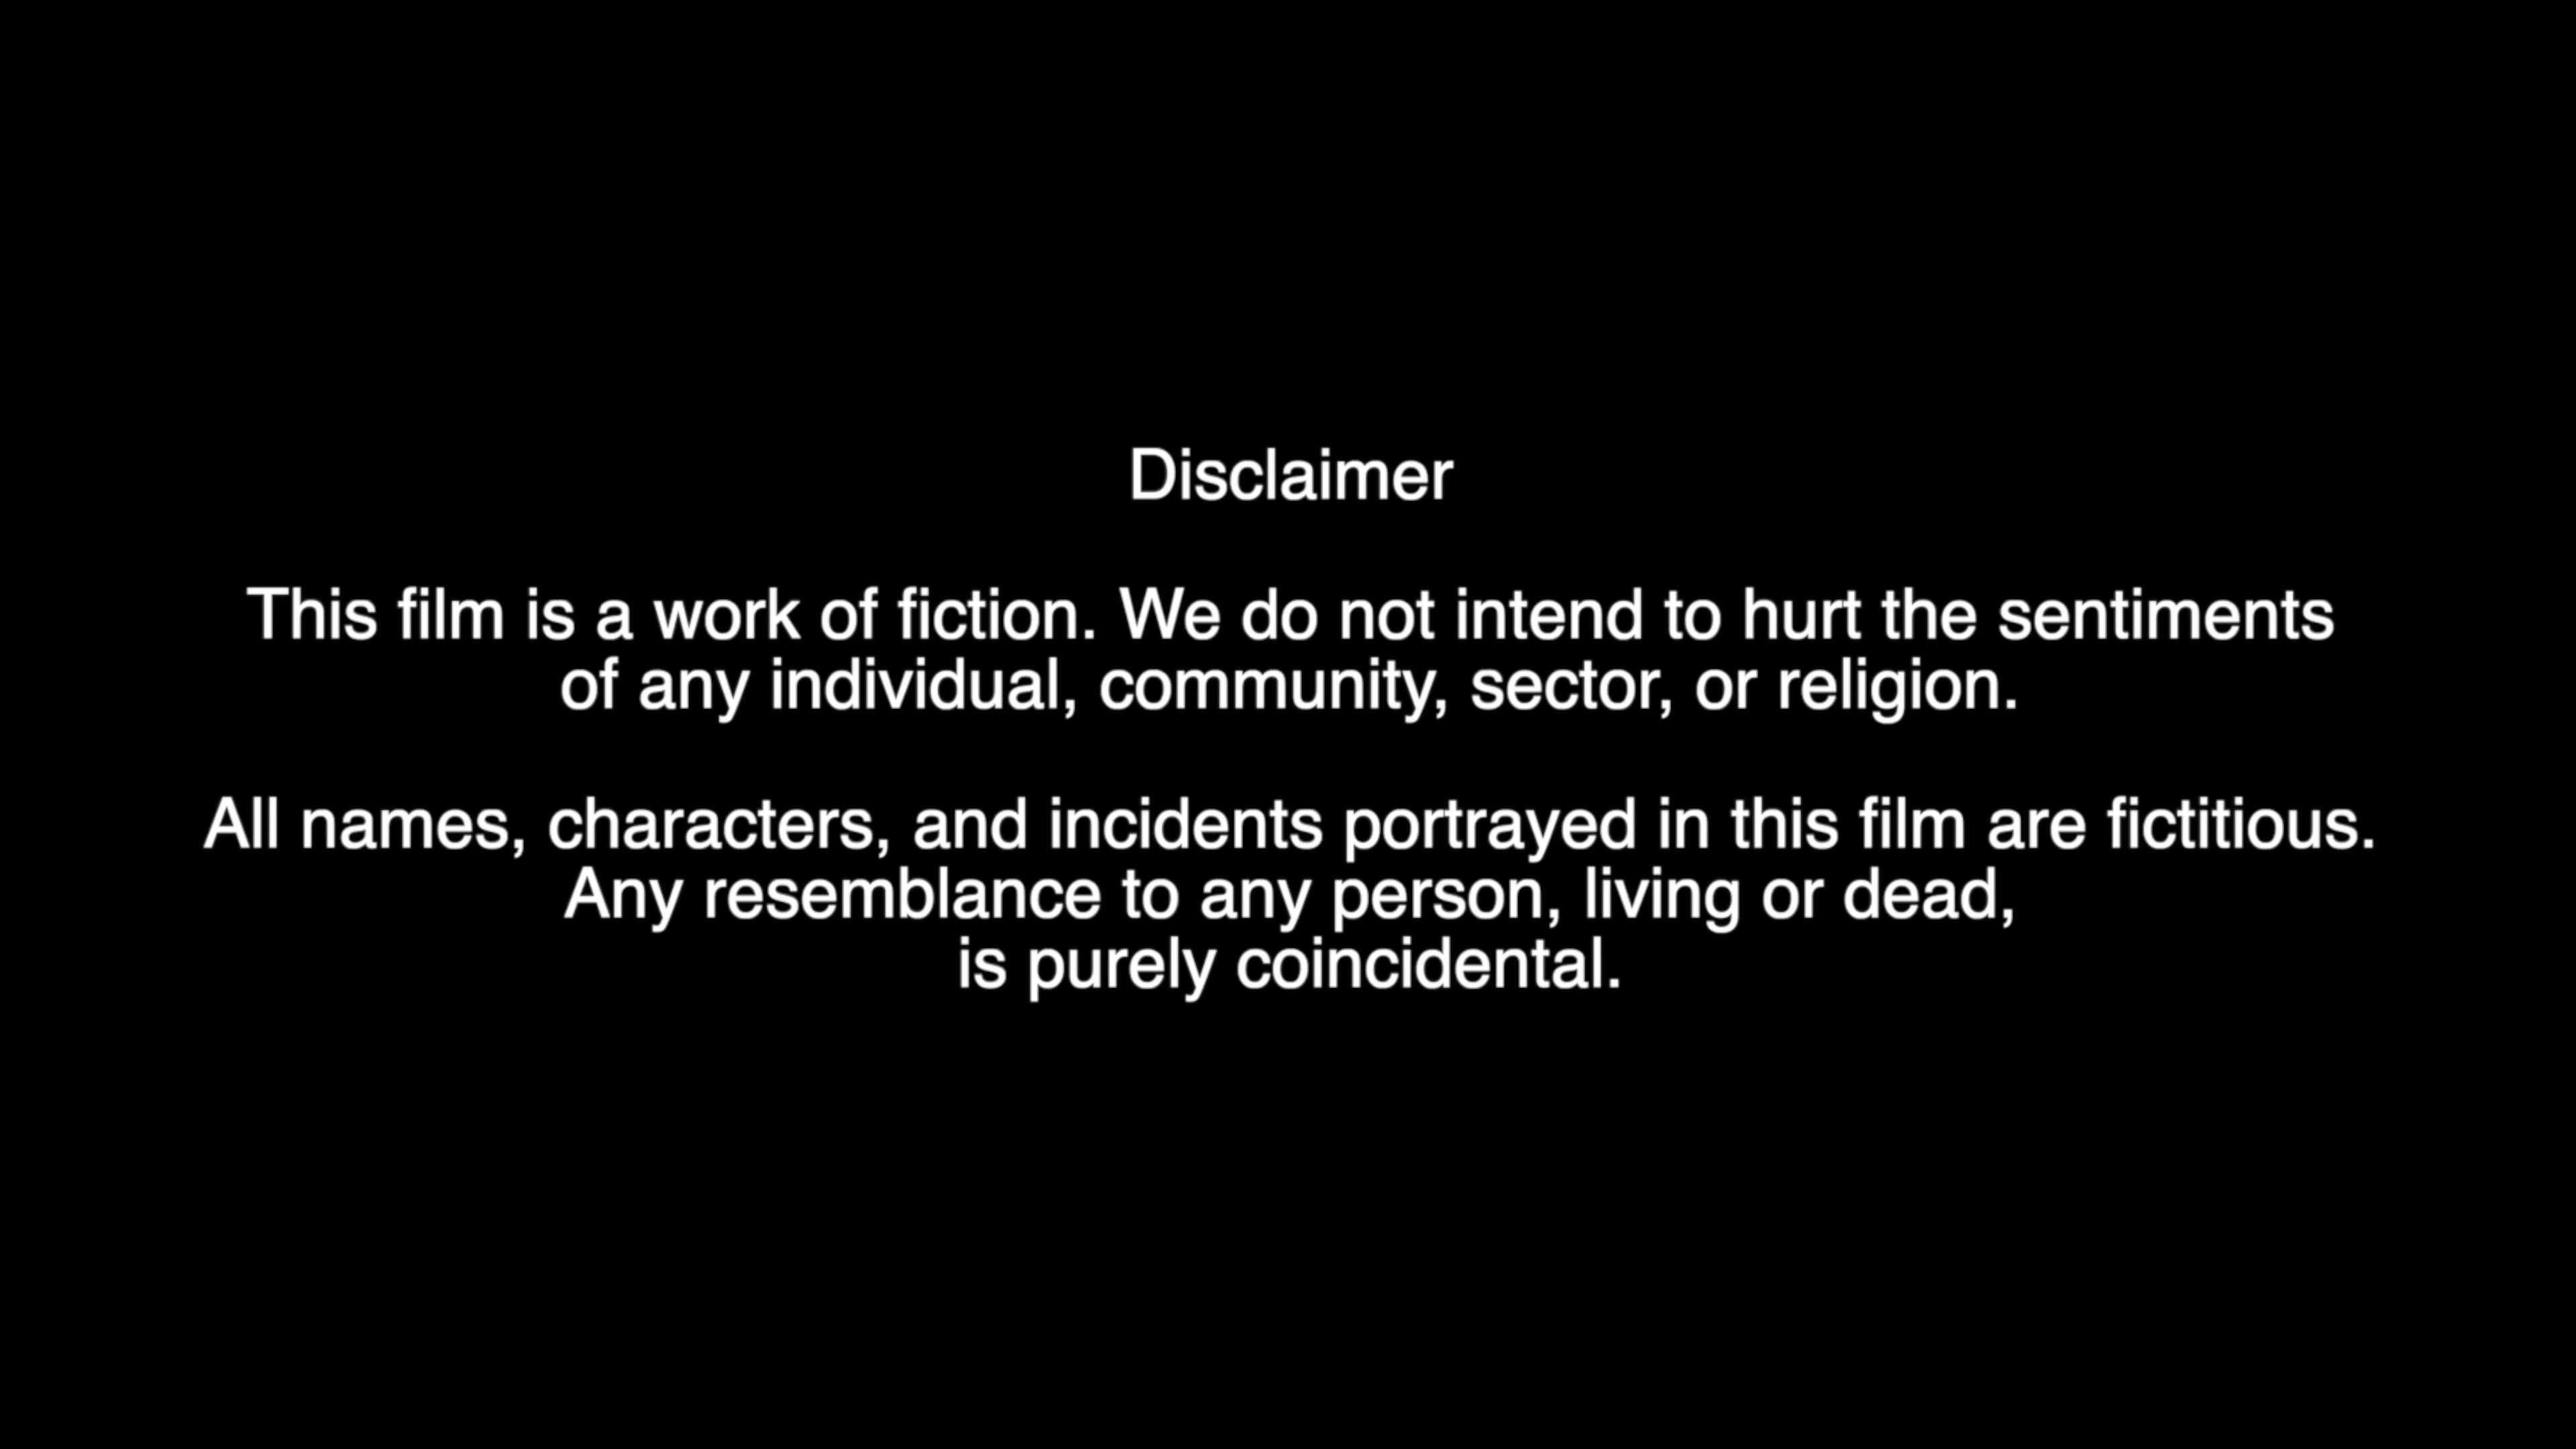 Disclaimer
This film is a work of fiction. We do not intend to hurt the sentiments
of any individual, community, sector, or religion.
All names, characters, and incidents portrayed in this film are fictitious.
Any resemblance to any person, living or dead,
is purely coincidental.